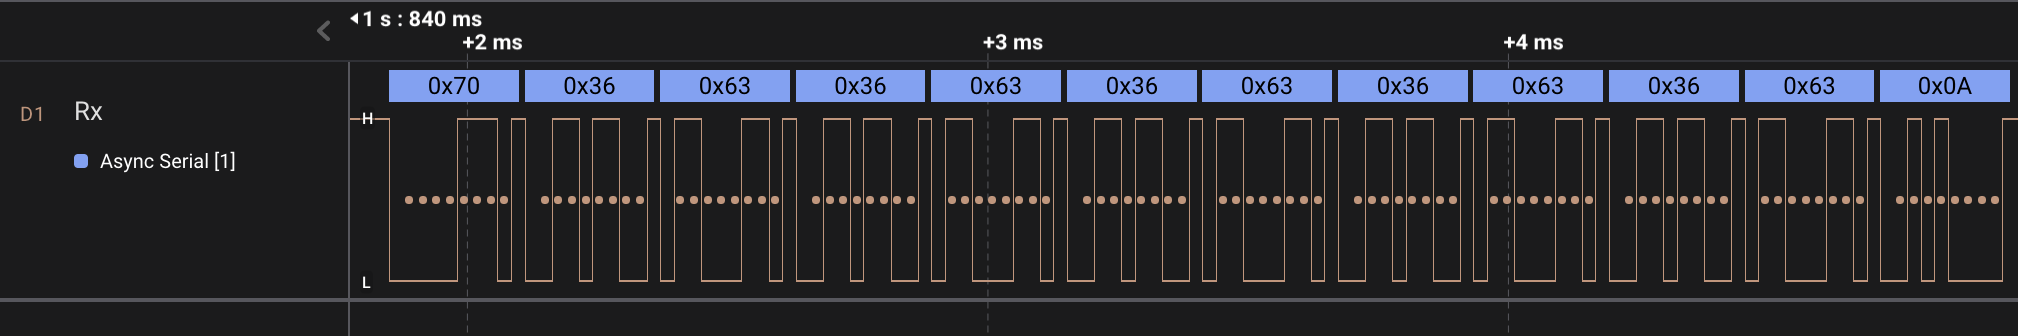 1 s : 840 ms
+2 ms +3 ms +4 ms
0x70 0x36 0x63 0x36 0x63 0x36 0x63 0x36 0x63 0x36 0x63 0x0A
D1 Rx
H
Async Serial [1]
L